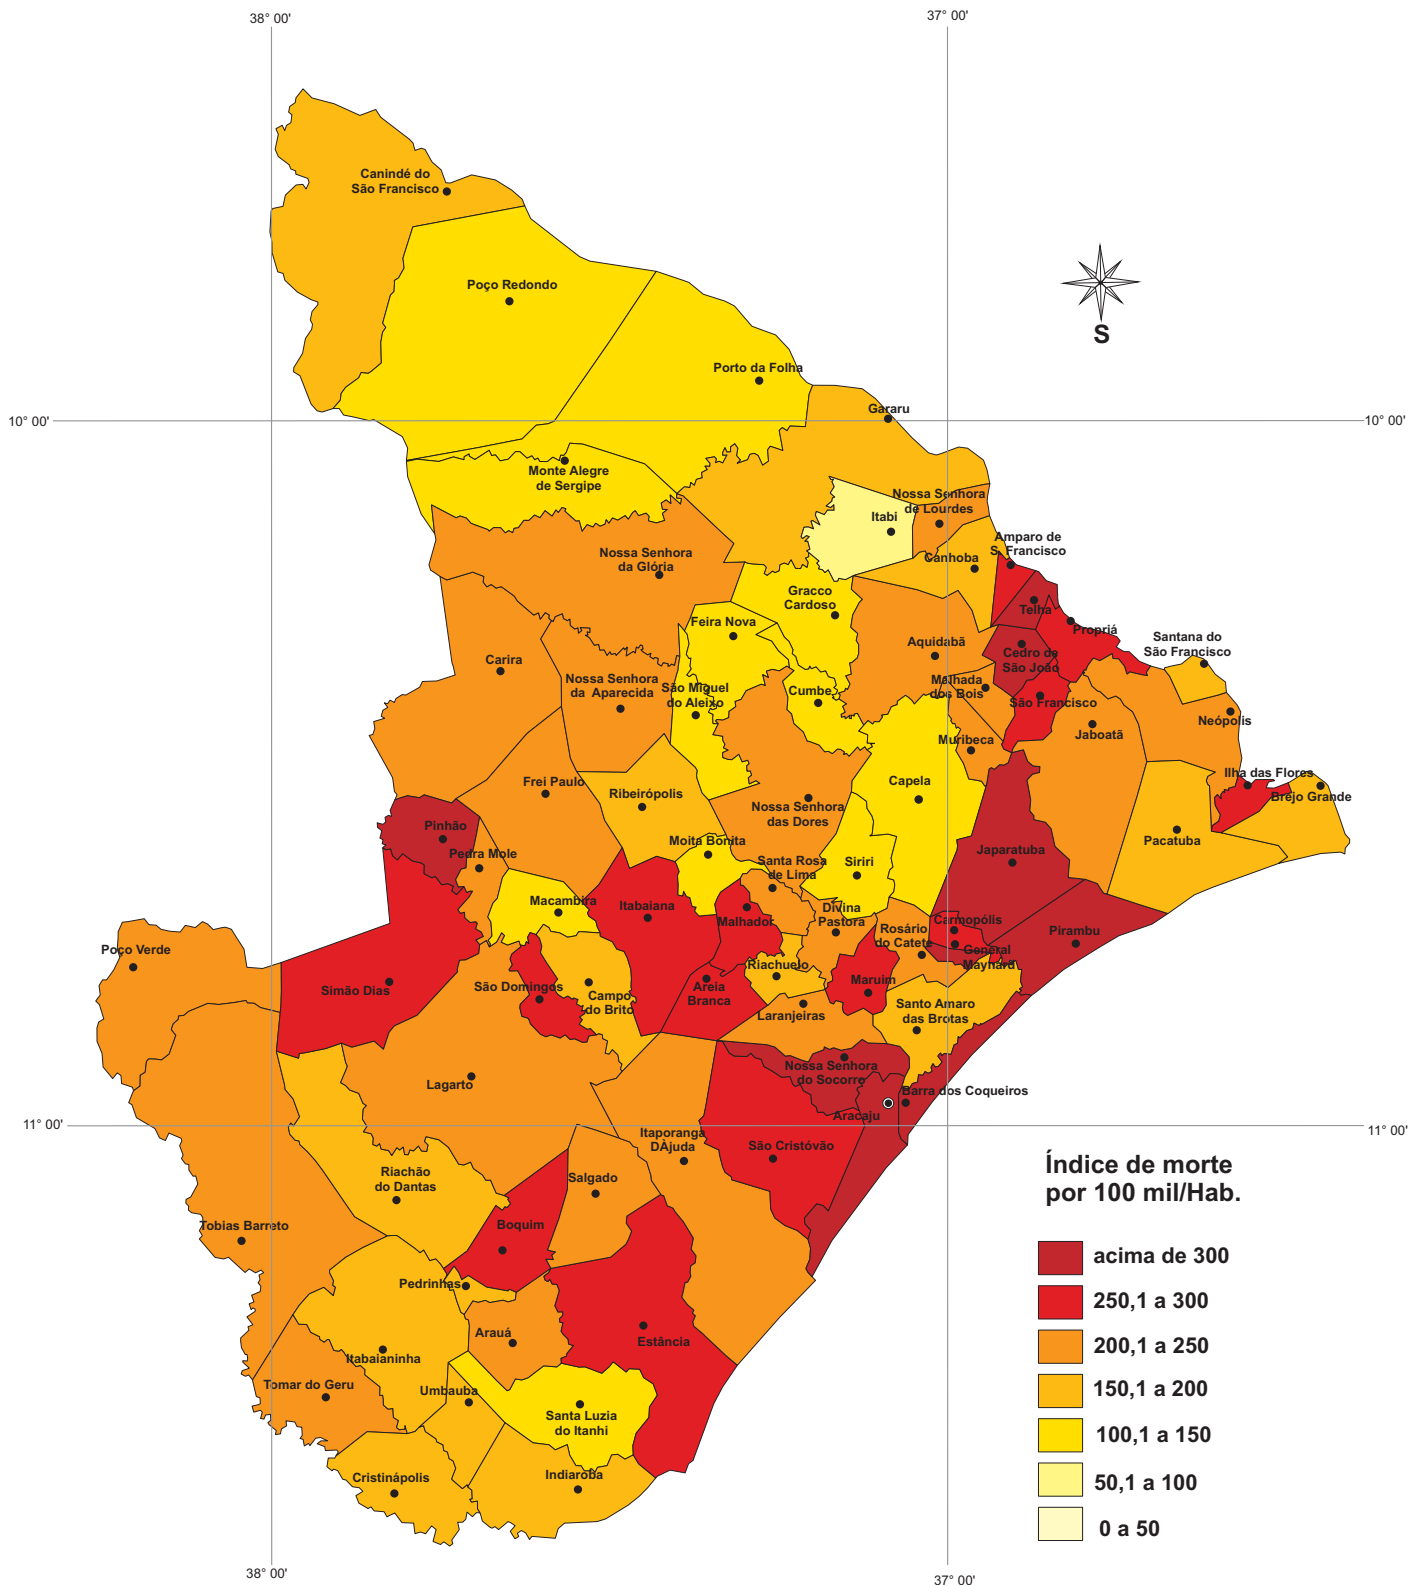 38° 00'
37° 00'
Canindé do
São Francisco
Poço Redondo
S
Porto da Folha
Gararu
10° 00'
10° 00'
Monte Alegre
de Sergipe
Nossa Senhora
de Lourdes
Itabi
Amparo de
S. Francisco
Nossa Senhora
da Glória
Canhoba
Gracco
Cardoso
Telha
Feira Nova
Propriá
Santana do
São Francisco
Aquidabã
Cedro de
São João
Carira
Nossa Senhora
da Aparecida
São Miguel
do Aleixo
Cumbe
Malhada
dos Bois
São Francisco
Neópolis
Jaboatã
Muribeca
Frei Paulo
Ribeirópolis
Capela
Ilha das Flores
Brejo Grande
Nossa Senhora
das Dores
Pinhão
Moita Bonita
Pacatuba
Pedra Mole
Santa Rosa
de Lima
Siriri
Japaratuba
Macambira
Itabaiana
Malhador
Divina
Pastora
Carmopólis
Rosário
do Catete
Pirambu
Poço Verde
General
Maynard
Riachuelo
Simão Dias
São Domingos
Campo
do Brito
Areia
Branca
Maruim
Laranjeiras
Santo Amaro
das Brotas
Nossa Senhora
do Socorro
Lagarto
Barra dos Coqueiros
Aracaju
11° 00'
11° 00'
Itaporanga
DÀjuda
São Cristóvão
Riachão
do Dantas
Salgado
Índice de morte
por 100 mil/Hab.
Tobias Barreto
Boquim
acima de 300
Pedrinhas
250,1 a 300
Arauá
Estância
200,1 a 250
Itabaianinha
Tomar do Geru
Umbauba
150,1 a 200
Santa Luzia
do Itanhi
100,1 a 150
Cristinápolis
Indiaroba
50,1 a 100
0 a 50
38° 00'
37° 00'